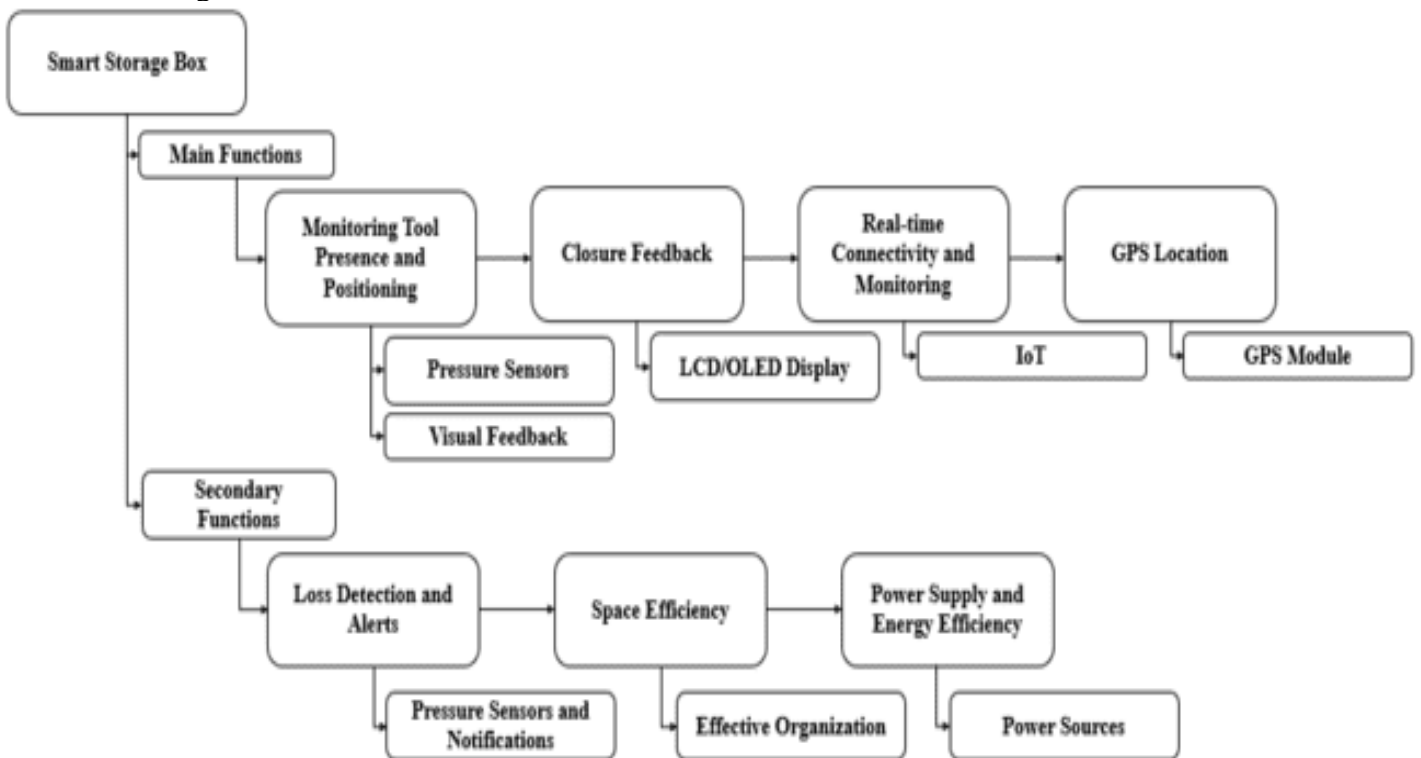 Smart Storage Box
Main Functions
Monitoring Tool
Presence and
Positioning
Closure Feedback
Real-time
Connectivity and
Monitoring
GPS Location
Pressure Sensors
Visual Feedback
LCD/OLED Display
IoT
GPS Module
Secondary
Functions
Loss Detection and
Alerts
Space Efficiency
Power Supply and
Energy Efficiency
Pressure Sensors and
Notifications
Effective Organization
Power Sources